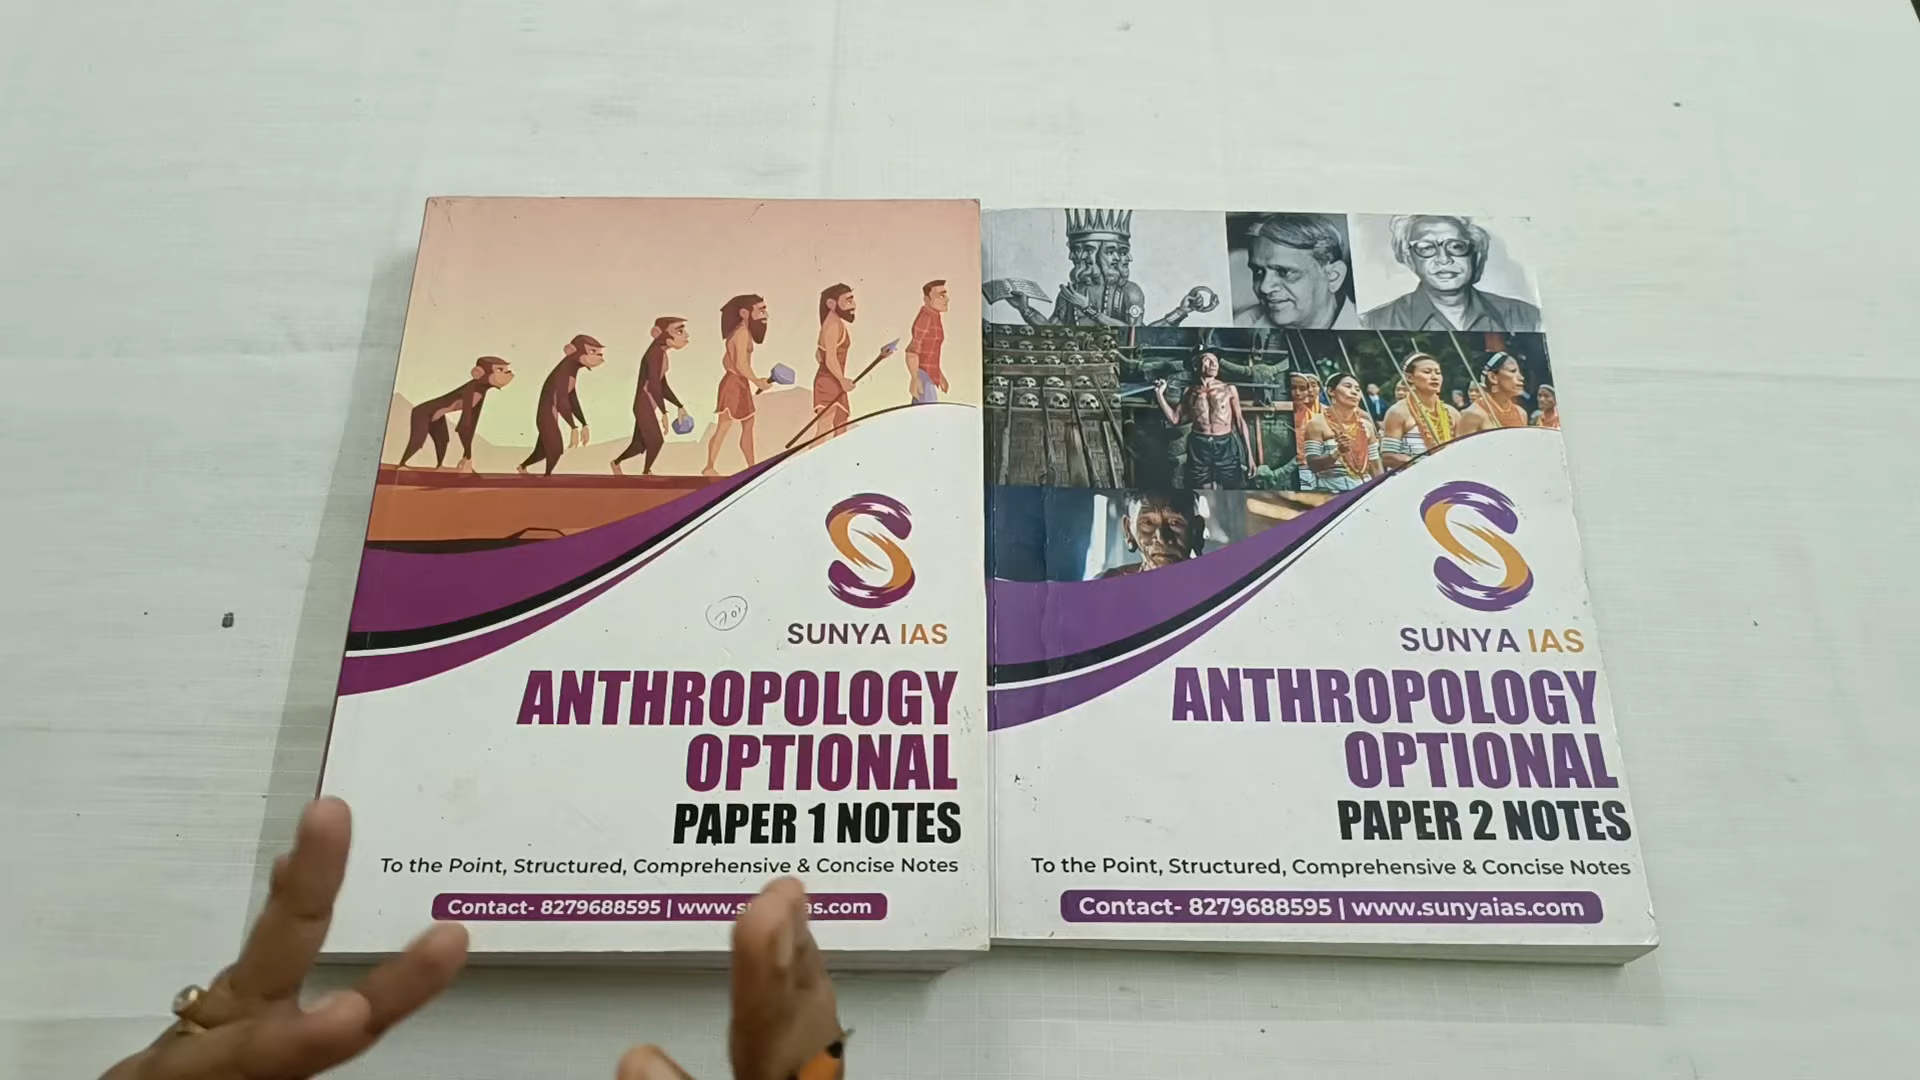 SUNYA IAS
ANTHROPOLOGY
OPTIONAL
PAPER 1 NOTES
To the Point, Structured, Comprehensive & Concise Notes
Contact- 8279688595 | www.s as.com
SUNYA IAS
ANTHROPOLOGY
OPTIONAL
PAPER 2 NOTES
To the Point, Structured, Comprehensive & Concise Notes
Contact- 8279688595 | www.sunyaias.com